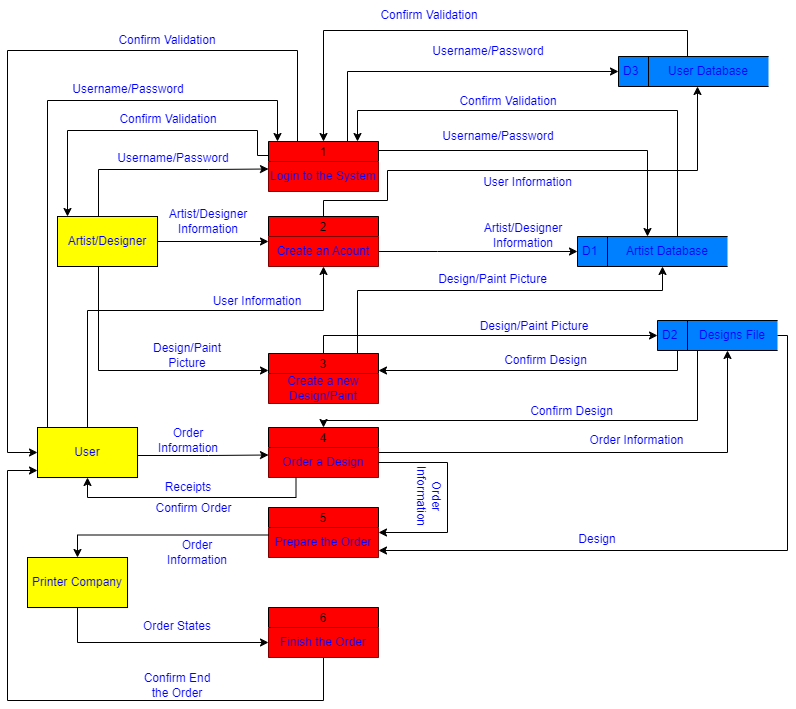 Confirm Validation
Confirm Validation
Username/Password
D3
User Database
Username/Password
Confirm Validation
Confirm Validation
Username/Password
1
Login to the System
Username/Password
User Information
Artist/Designer
Artist/Designer
Information
2
Create an Acount
Artist/Designer
Information
D1
Artist Database
Design/Paint Picture
User Information
Design/Paint Picture
D2
Designs File
Design/Paint
Picture
3
Create a new
Design/Paint
Confirm Design
Confirm Design
User
Order
Information
4
Order a Design
Order Information
Receipts
Order
Information
Confirm Order
5
Prepare the Order
Design
Order
Information
Printer Company
Order States
6
Finish the Order
Confirm End
the Order